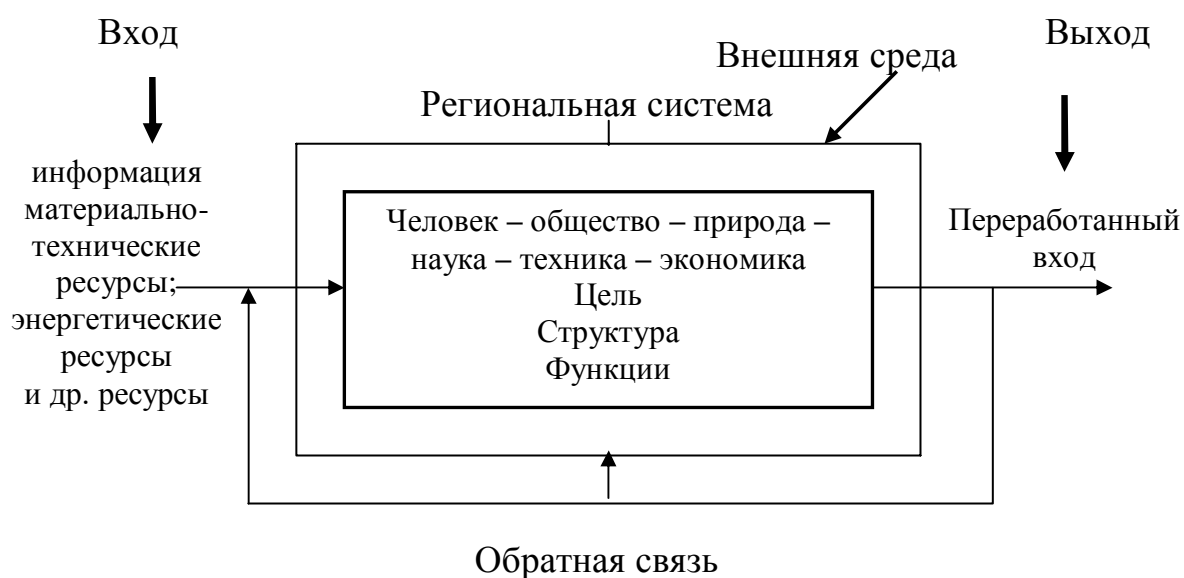 Вход
Выход
Внешняя среда
Региональная система
информация
материально-
технические
ресурсы;
энергетические
ресурсы
и др. ресурсы
Человек – общество – природа –
наука – техника – экономика
Цель
Структура
Функции
Переработанный
вход
Обратная связь